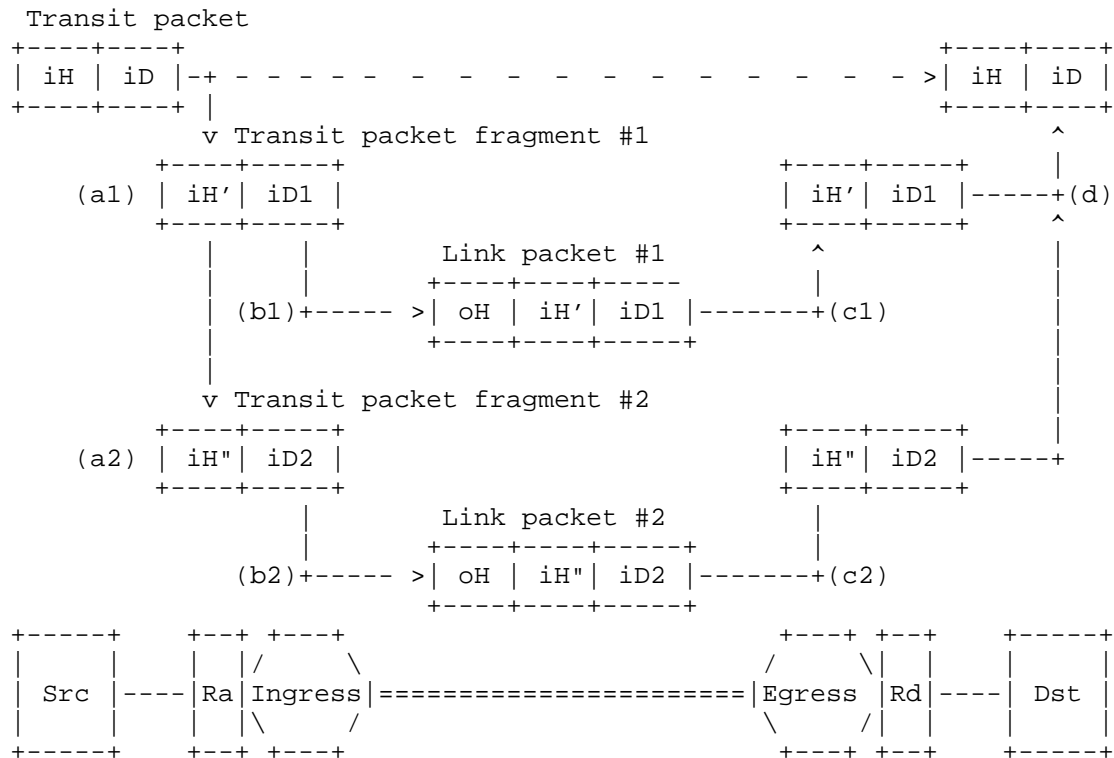 Transit packet
+----+----+                                                +----+----+
| iH | iD |-+ - - - - - - - - - - - - - - - - - - - - - - >| iH | iD |
+----+----+ |                                              +----+----+
            v Transit packet fragment #1                          ^
         +----+-----+                            +----+-----+     |
    (a1) | iH'| iD1 |                            | iH'| iD1 |-----+(d)
         +----+-----+                            +----+-----+     ^
            |     |        Link packet #1          ^              |
            |     |       +----+----+-----         |              |
            | (b1)+----- >| oH | iH'| iD1 |-------+(c1)           |
            |             +----+----+-----+                       |
            |                                                     |
            v Transit packet fragment #2                          |
         +----+-----+                            +----+-----+     |
    (a2) | iH"| iD2 |                            | iH"| iD2 |-----+
         +----+-----+                            +----+-----+
                  |        Link packet #2          |
                  |       +----+----+-----+        |
              (b2)+----- >| oH | iH"| iD2 |-------+(c2)
                          +----+----+-----+
+-----+    +--+ +---+                            +---+ +--+    +-----+
|     |    |  |/     \                          /     \|  |    |     |
| Src |----|Ra|Ingress|=======================|Egress |Rd|----| Dst |
|     |    |  |\     /                          \     /|  |    |     |
+-----+    +--+ +---+                            +---+ +--+    +-----+